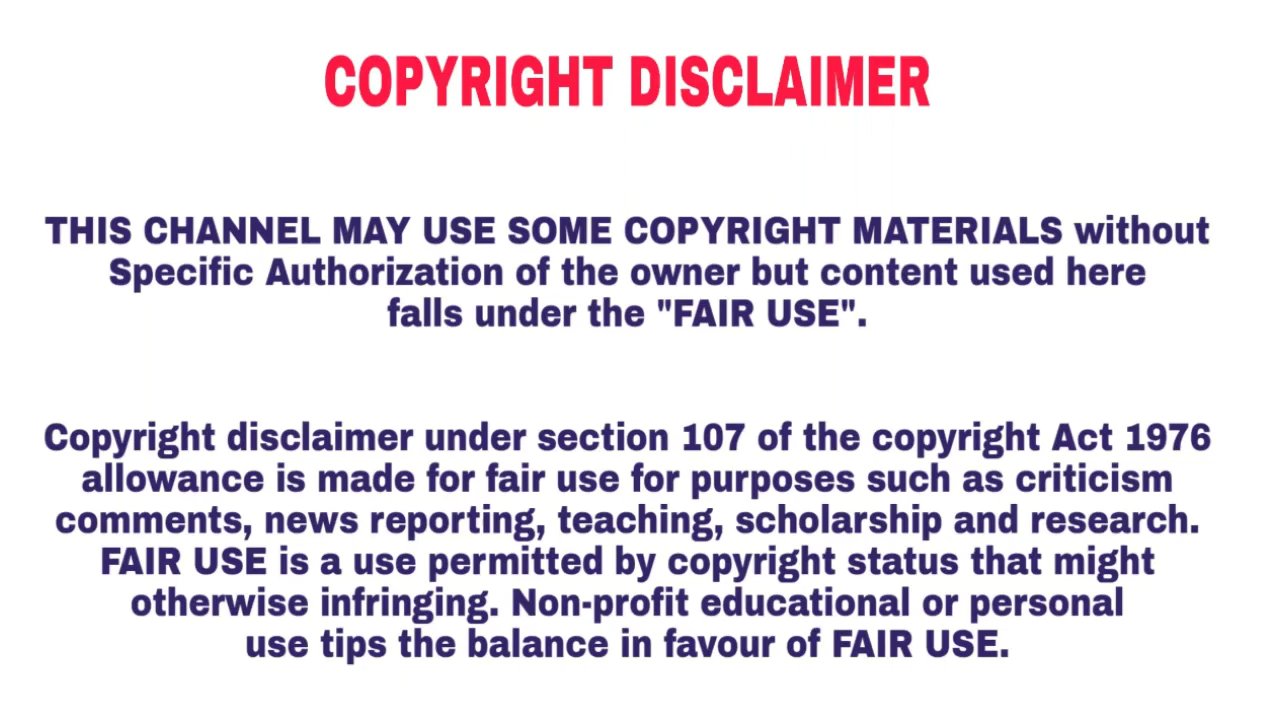 COPYRIGHT DISCLAIMER
THIS CHANNEL MAY USE SOME COPYRIGHT MATERIALS without
Specific Authorization of the owner but content used here
falls under the "FAIR USE".
Copyright disclaimer under section 107 of the copyright Act 1976
allowance is made for fair use for purposes such as criticism
comments, news reporting, teaching, scholarship and research.
FAIR USE is a use permitted by copyright status that might
otherwise infringing. Non-profit educational or personal
use tips the balance in favour of FAIR USE.